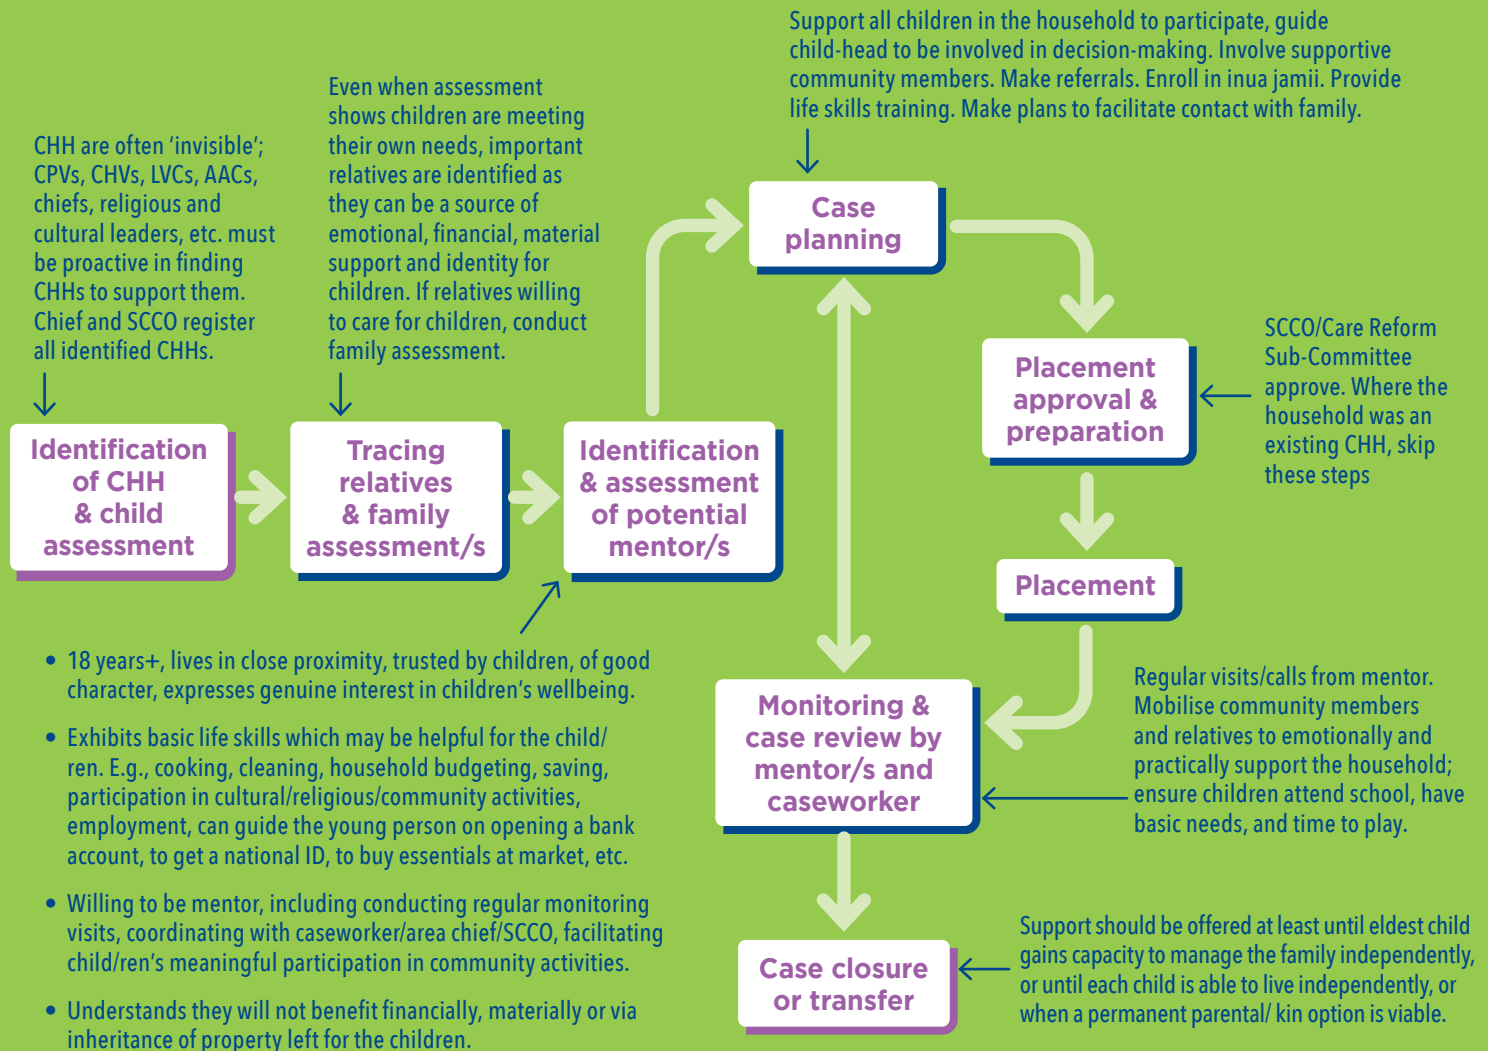 Support all children in the household to participate, guide
child-head to be involved in decision-making. Involve supportive
community members. Make referrals. Enroll in inua jamii. Provide
life skills training. Make plans to facilitate contact with family.
Even when assessment
shows children are meeting
their own needs, important
relatives are identified as
they can be a source of
emotional, financial, material
support and identity for
children. If relatives willing
to care for children, conduct
family assessment.
CHH are often ‘invisible’;
CPVs, CHVs, LVCs, AACs,
chiefs, religious and
cultural leaders, etc. must
be proactive in finding
CHHs to support them.
Chief and SCCO register
all identified CHHs.
Case
planning
SCCO/Care Reform
Sub-Committee
approve. Where the
household was an
existing CHH, skip
these steps
Placement
approval &
preparation
Identification
of CHH
& child
assessment
Tracing
relatives
& family
assessment/s
Identification
& assessment
of potential
mentor/s
Placement
• 18 years+, lives in close proximity, trusted by children, of good
character, expresses genuine interest in children’s wellbeing.
• Exhibits basic life skills which may be helpful for the child/
ren. E.g., cooking, cleaning, household budgeting, saving,
participation in cultural/religious/community activities,
employment, can guide the young person on opening a bank
account, to get a national ID, to buy essentials at market, etc.
• Willing to be mentor, including conducting regular monitoring
visits, coordinating with caseworker/area chief/SCCO, facilitating
child/ren’s meaningful participation in community activities.
• Understands they will not benefit financially, materially or via
inheritance of property left for the children.
Monitoring &
case review by
mentor/s and
caseworker
Regular visits/calls from mentor.
Mobilise community members
and relatives to emotionally and
practically support the household;
ensure children attend school, have
basic needs, and time to play.
Case closure
or transfer
Support should be offered at least until eldest child
gains capacity to manage the family independently,
or until each child is able to live independently, or
when a permanent parental/ kin option is viable.